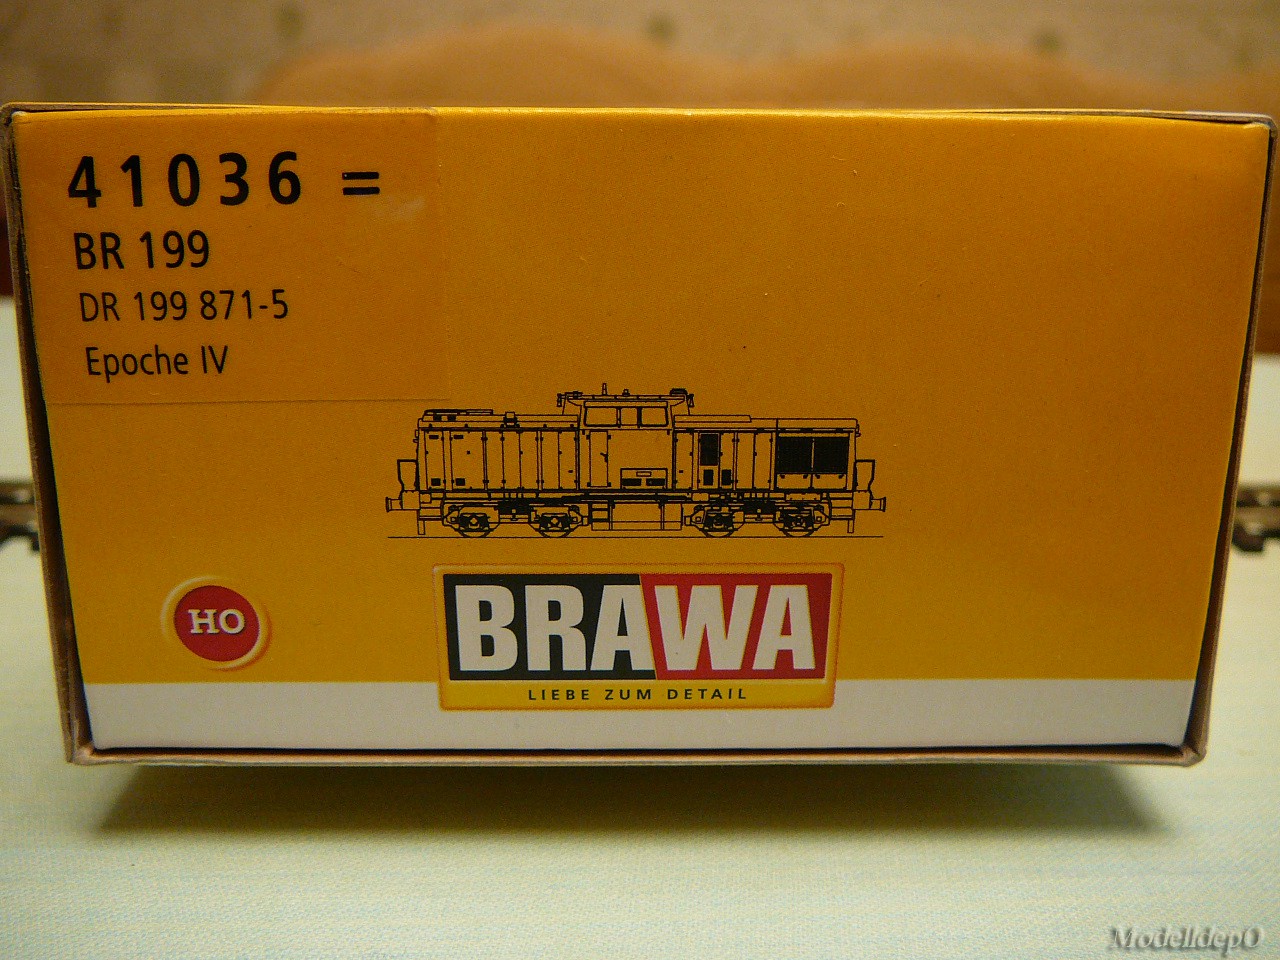 41036 =
BR 199
DR 199 871-5
Epoche IV
HO
BRAWA
LIEBE ZUM DETAIL
Modelldep0